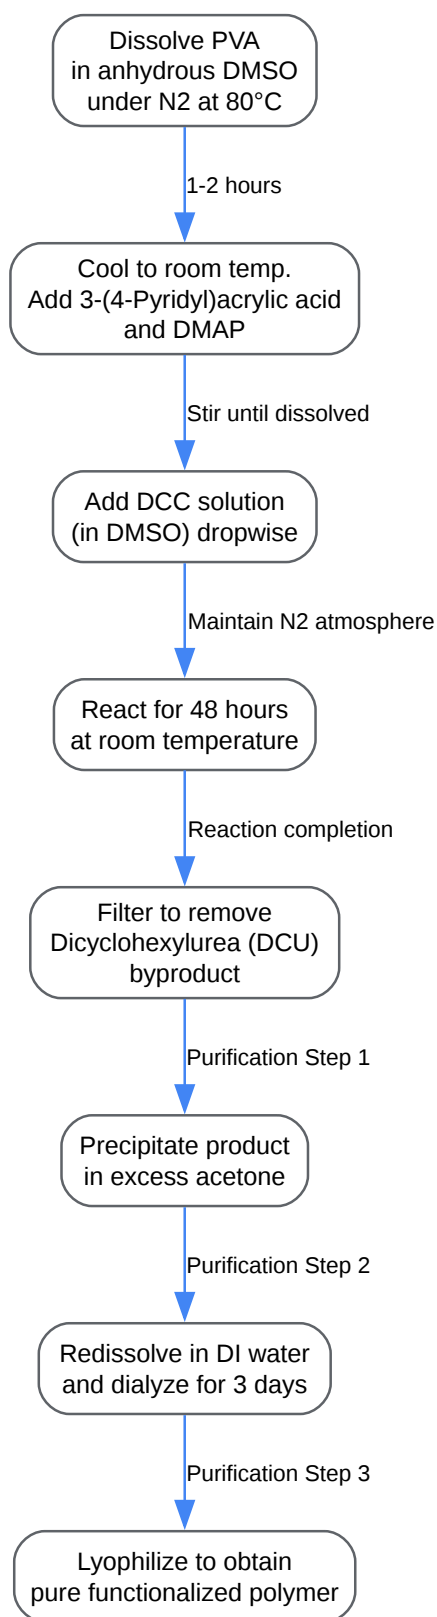 Dissolve PVA
in anhydrous DMSO
under N2 at 80°C
1-2 hours
Cool to room temp.
Add 3-(4-Pyridyl)acrylic acid
and DMAP
Stir until dissolved
Add DCC solution
(in DMSO) dropwise
Maintain N2 atmosphere
React for 48 hours
at room temperature
Reaction completion
Filter to remove
Dicyclohexylurea (DCU)
byproduct
Purification Step 1
Precipitate product
in excess acetone
Purification Step 2
Redissolve in DI water
and dialyze for 3 days
Purification Step 3
Lyophilize to obtain
pure functionalized polymer